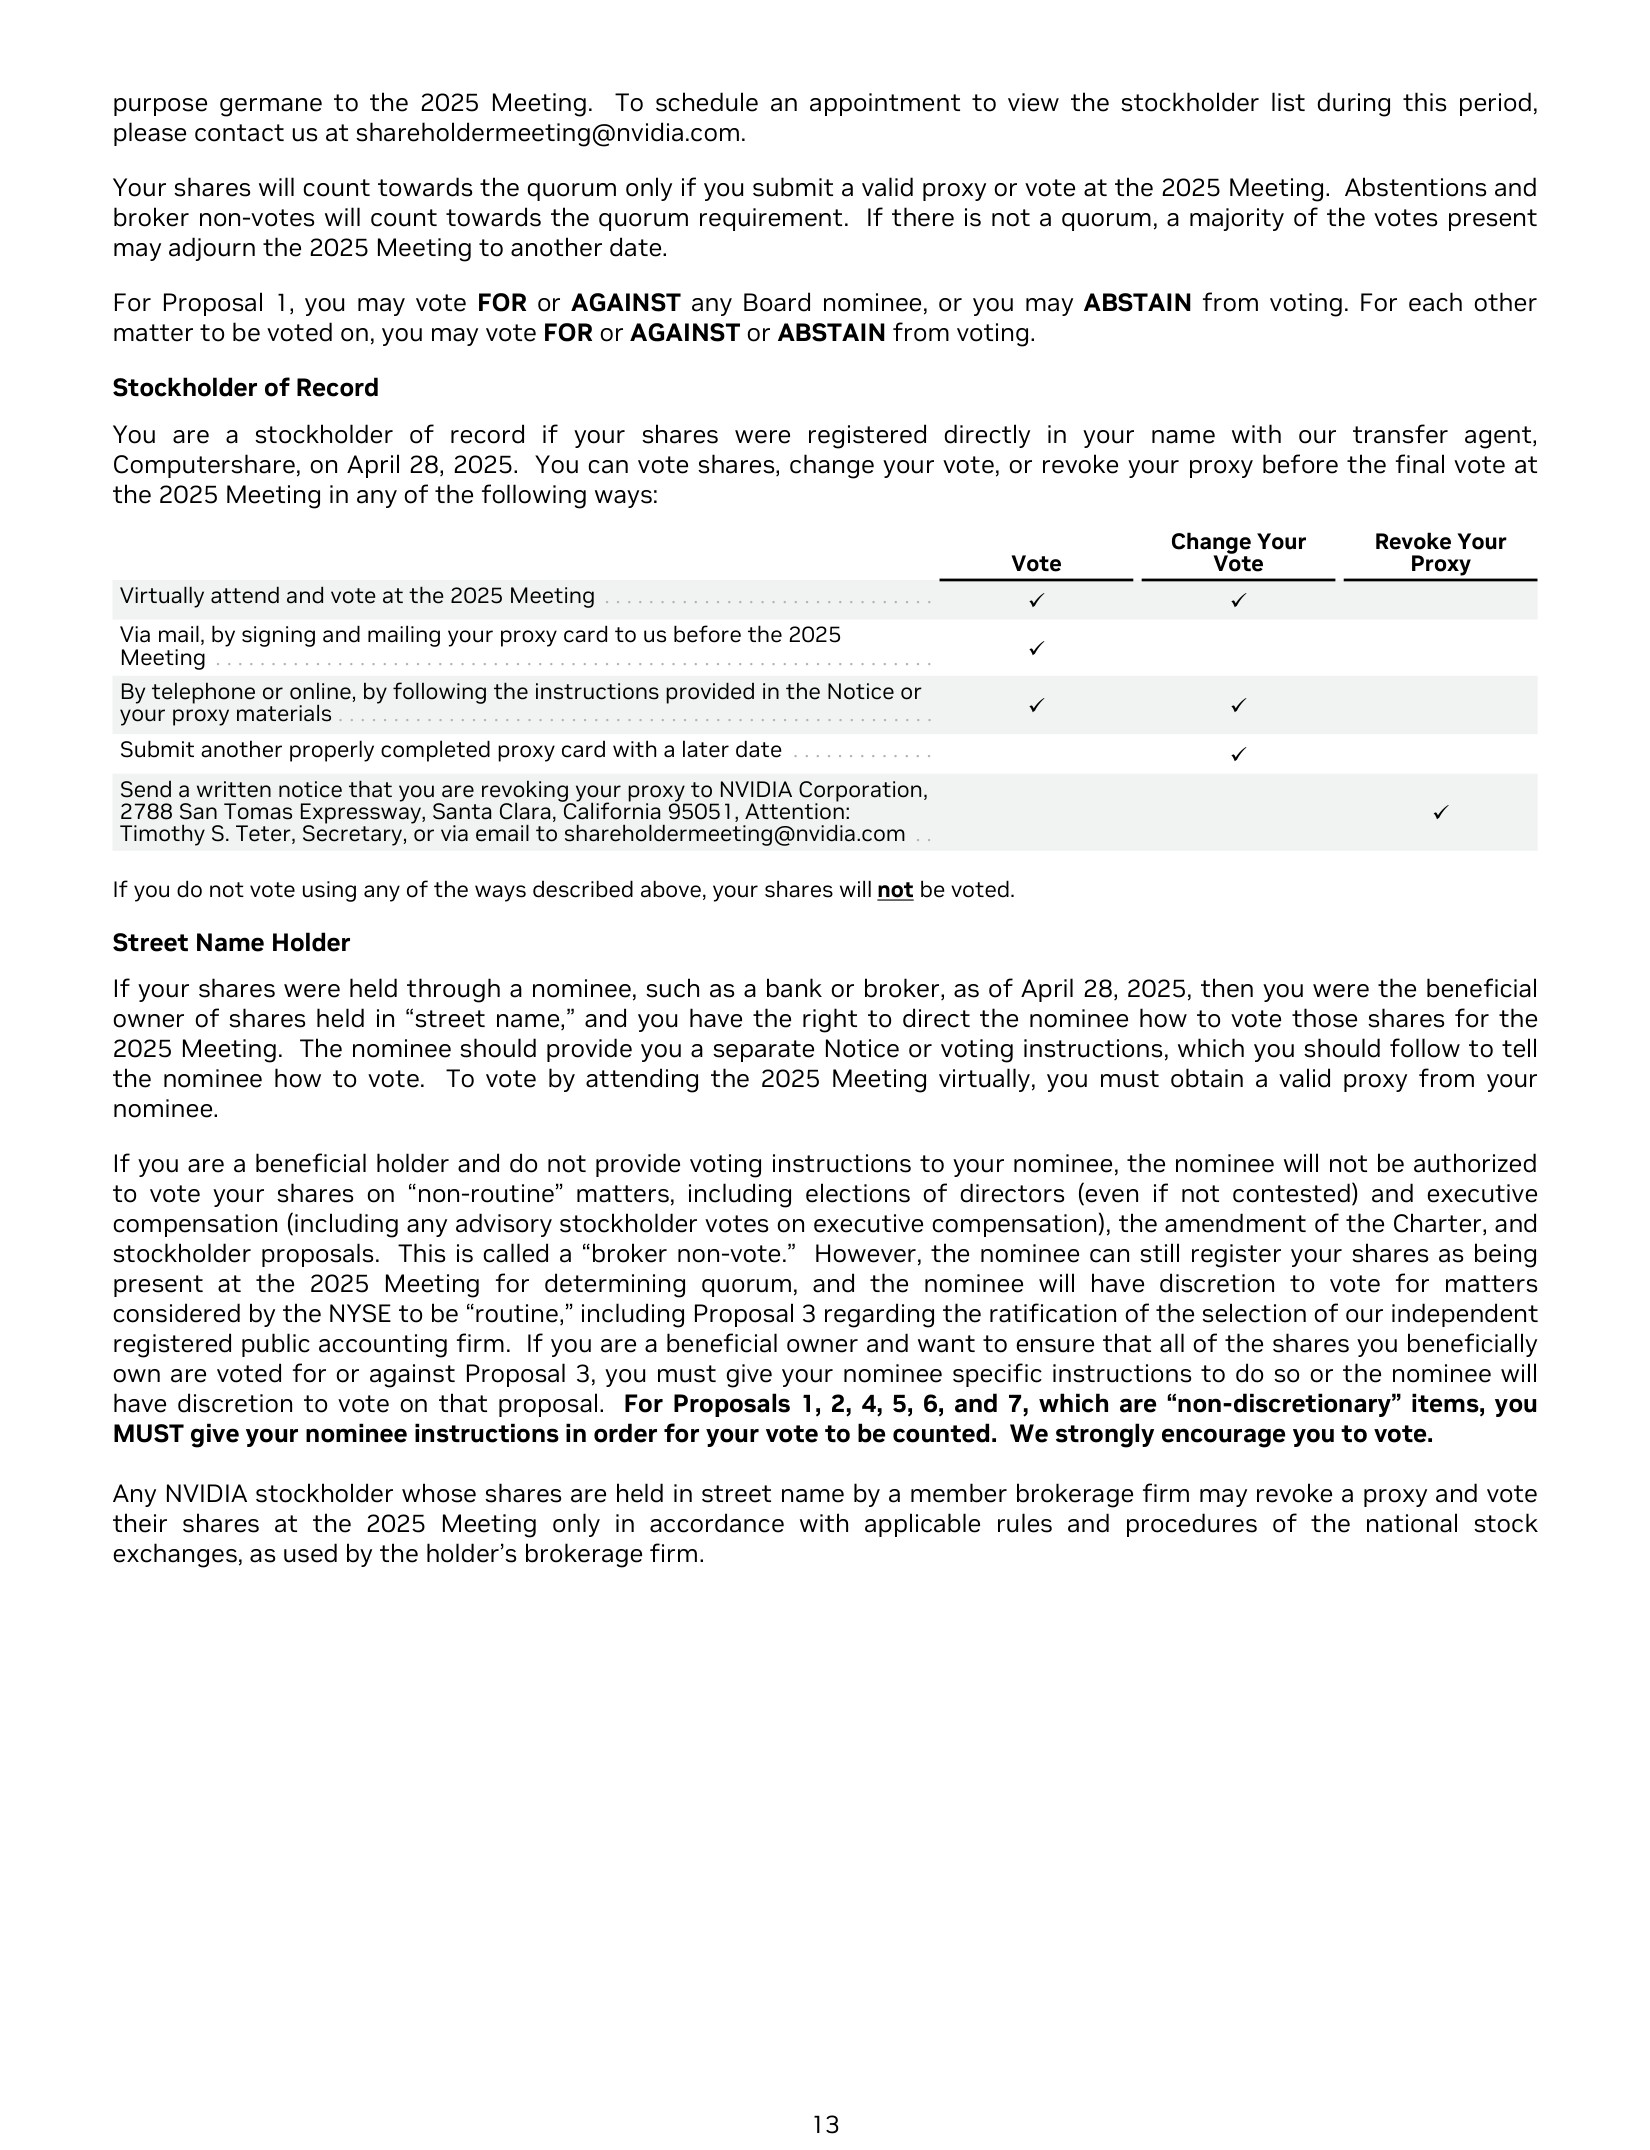 purpose germane to the 2025 Meeting.  To schedule an appointment to view the stockholder list during this period,
please contact us at shareholdermeeting@nvidia.com.
Your shares will count towards the quorum only if you submit a valid proxy or vote at the 2025 Meeting.  Abstentions and
broker non-votes will count towards the quorum requirement.  If there is not a quorum, a majority of the votes present
may adjourn the 2025 Meeting to another date.
For Proposal 1, you may vote FOR or AGAINST any Board nominee, or you may ABSTAIN from voting. For each other
matter to be voted on, you may vote FOR or AGAINST or ABSTAIN from voting.
Stockholder of Record
You are a stockholder of record if your shares were registered directly in your name with our transfer agent,
Computershare, on April 28, 2025.  You can vote shares, change your vote, or revoke your proxy before the final vote at
the 2025 Meeting in any of the following ways:
Vote
Change Your
Vote
Revoke Your
Proxy
Virtually attend and vote at the 2025 Meeting ✓ ✓
Via mail, by signing and mailing your proxy card to us before the 2025
Meeting ✓
By telephone or online, by following the instructions provided in the Notice or
your proxy materials ✓ ✓
Submit another properly completed proxy card with a later date ✓
Send a written notice that you are revoking your proxy to NVIDIA Corporation,
2788 San Tomas Expressway, Santa Clara, California 95051, Attention:
Timothy S. Teter, Secretary, or via email to shareholdermeeting@nvidia.com ✓
If you do not vote using any of the ways described above, your shares will not be voted.
Street Name Holder
If your shares were held through a nominee, such as a bank or broker, as of April 28, 2025, then you were the beneficial
owner of shares held in “street name,” and you have the right to direct the nominee how to vote those shares for the
2025 Meeting.  The nominee should provide you a separate Notice or voting instructions, which you should follow to tell
the nominee how to vote.  To vote by attending the 2025 Meeting virtually, you must obtain a valid proxy from your
nominee.
If you are a beneficial holder and do not provide voting instructions to your nominee, the nominee will not be authorized
to vote your shares on “non-routine” matters, including elections of directors (even if not contested) and executive
compensation (including any advisory stockholder votes on executive compensation), the amendment of the Charter, and
stockholder proposals.  This is called a “broker non-vote.”  However, the nominee can still register your shares as being
present at the 2025 Meeting for determining quorum, and the nominee will have discretion to vote for matters
considered by the NYSE to be “routine,” including Proposal 3 regarding the ratification of the selection of our independent
registered public accounting firm.  If you are a beneficial owner and want to ensure that all of the shares you beneficially
own are voted for or against Proposal 3, you must give your nominee specific instructions to do so or the nominee will
have discretion to vote on that proposal.  For Proposals 1, 2, 4, 5, 6, and 7, which are “non-discretionary” items, you
MUST give your nominee instructions in order for your vote to be counted.  We strongly encourage you to vote.
Any NVIDIA stockholder whose shares are held in street name by a member brokerage firm may revoke a proxy and vote
their shares at the 2025 Meeting only in accordance with applicable rules and procedures of the national stock
exchanges, as used by the holder’s brokerage firm.
13